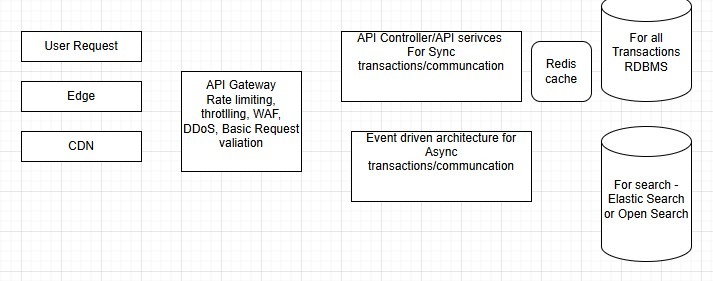 User Request
Edge
CDN
API Gateway
Rate limiting,
throtlling, WAF,
DDoS, Basic Request
valiation
API Controller/API serivces
For Sync
transactions/communcation
Event driven architecture for
Async
transactions/communcation
Redis
cache
For all
Transactions
RDBMS
For search -
Elastic Search
or Open Search